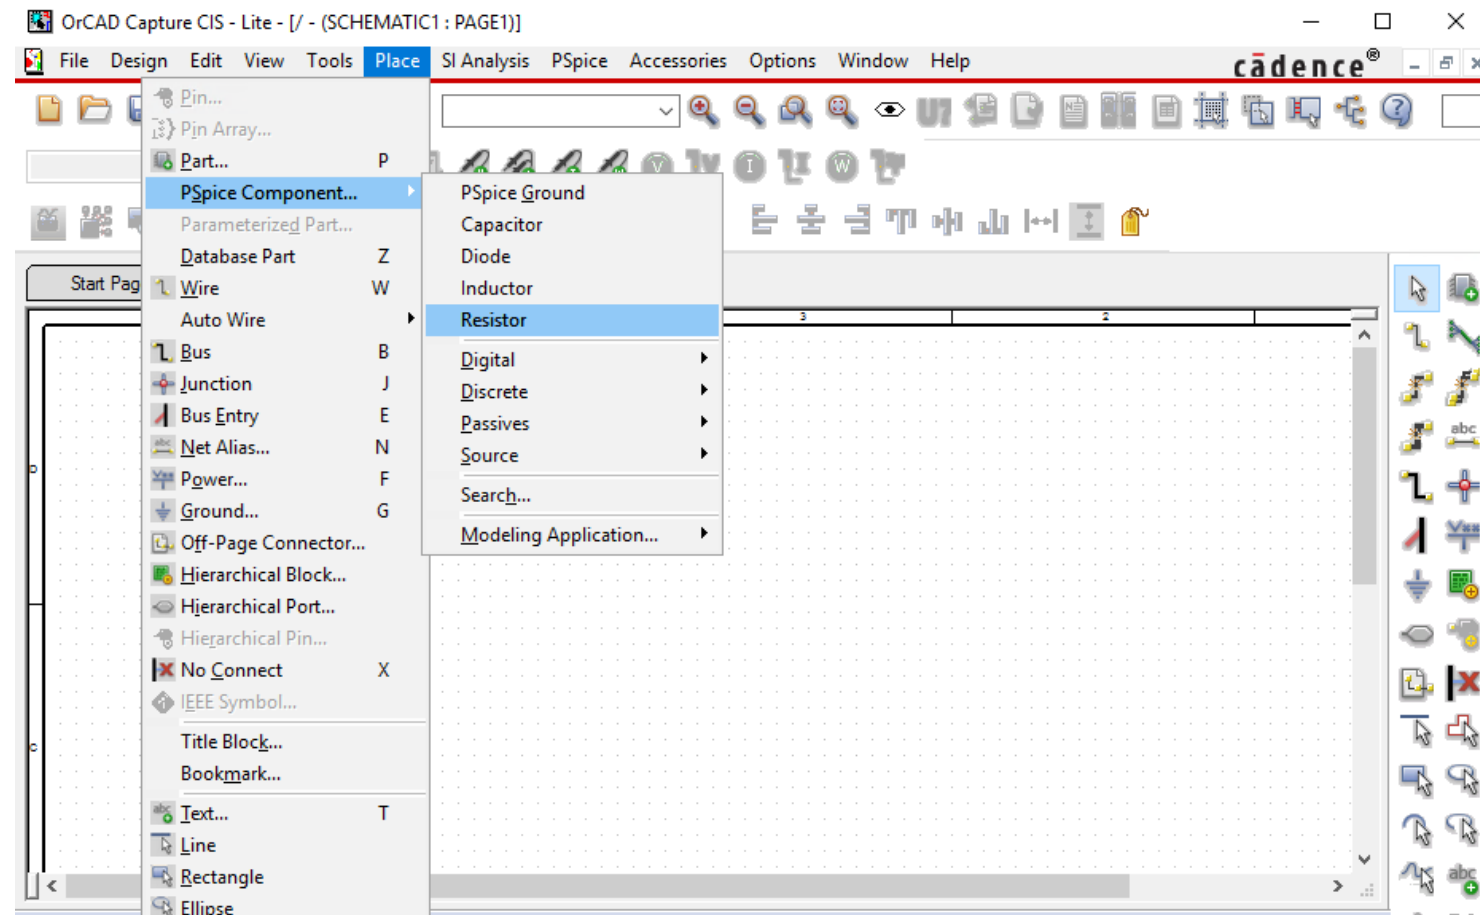 OrCAD Capture CIS - Lite - [/ - (SCHEMATIC1 : PAGE1)]
File Design Edit View Tools Place SI Analysis PSpice Accessories Options Window Help
cādence®
Pin...
Pin Array...
Part... P
PSpice Component...
Parameterized Part...
Database Part Z
Wire W
Auto Wire
Bus B
Junction J
Bus Entry E
Net Alias... N
Power... F
Ground... G
Off-Page Connector...
Hierarchical Block...
Hierarchical Port...
Hierarchical Pin...
No Connect X
IEEE Symbol...
Title Block...
Bookmark...
Text... T
Line
Rectangle
Ellipse
PSpice Ground
Capacitor
Diode
Inductor
Resistor
Digital
Discrete
Passives
Source
Search...
Modeling Application...
U?
V
I
W
Start Pag
3
2
D
C
abc
abc